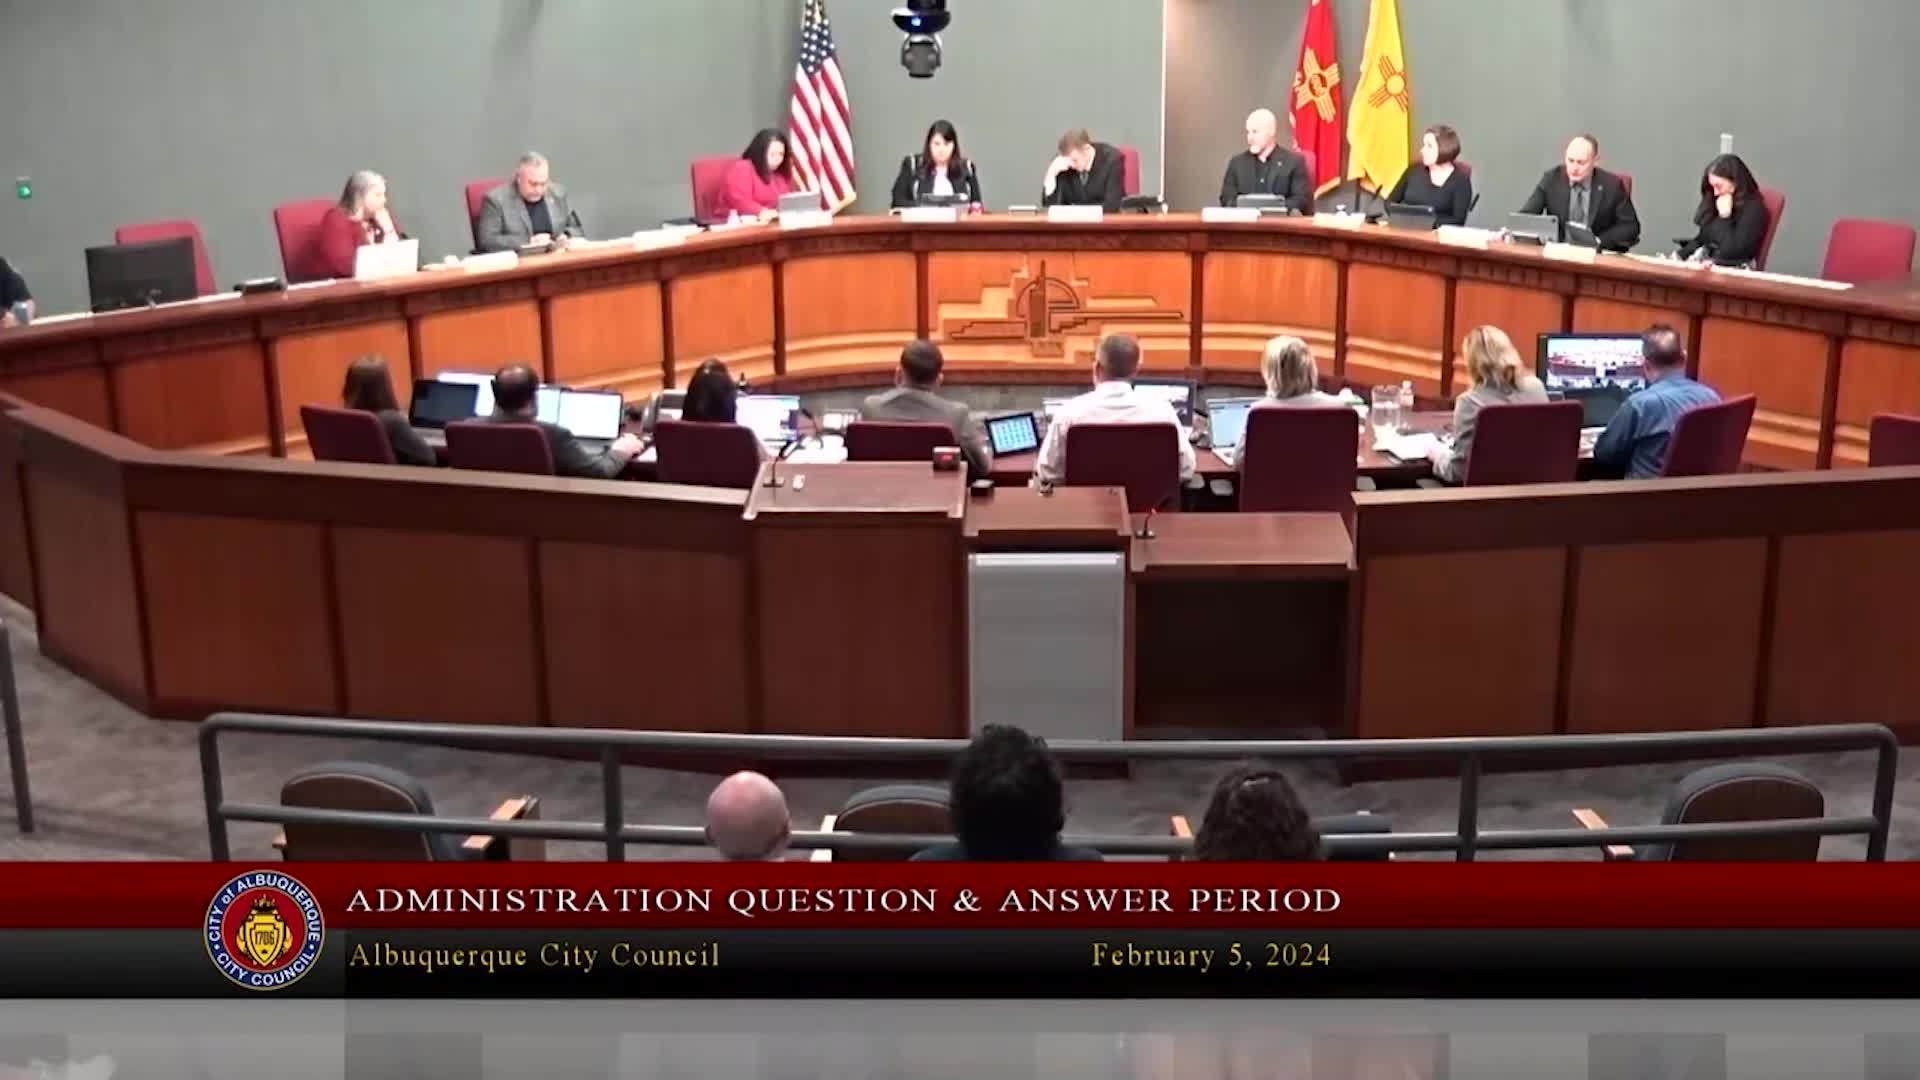 ADMINISTRATION QUESTION & ANSWER PERIOD
CITY of ALBUQUERQUE
1706
CITY COUNCIL
Albuquerque City Council February 5, 2024